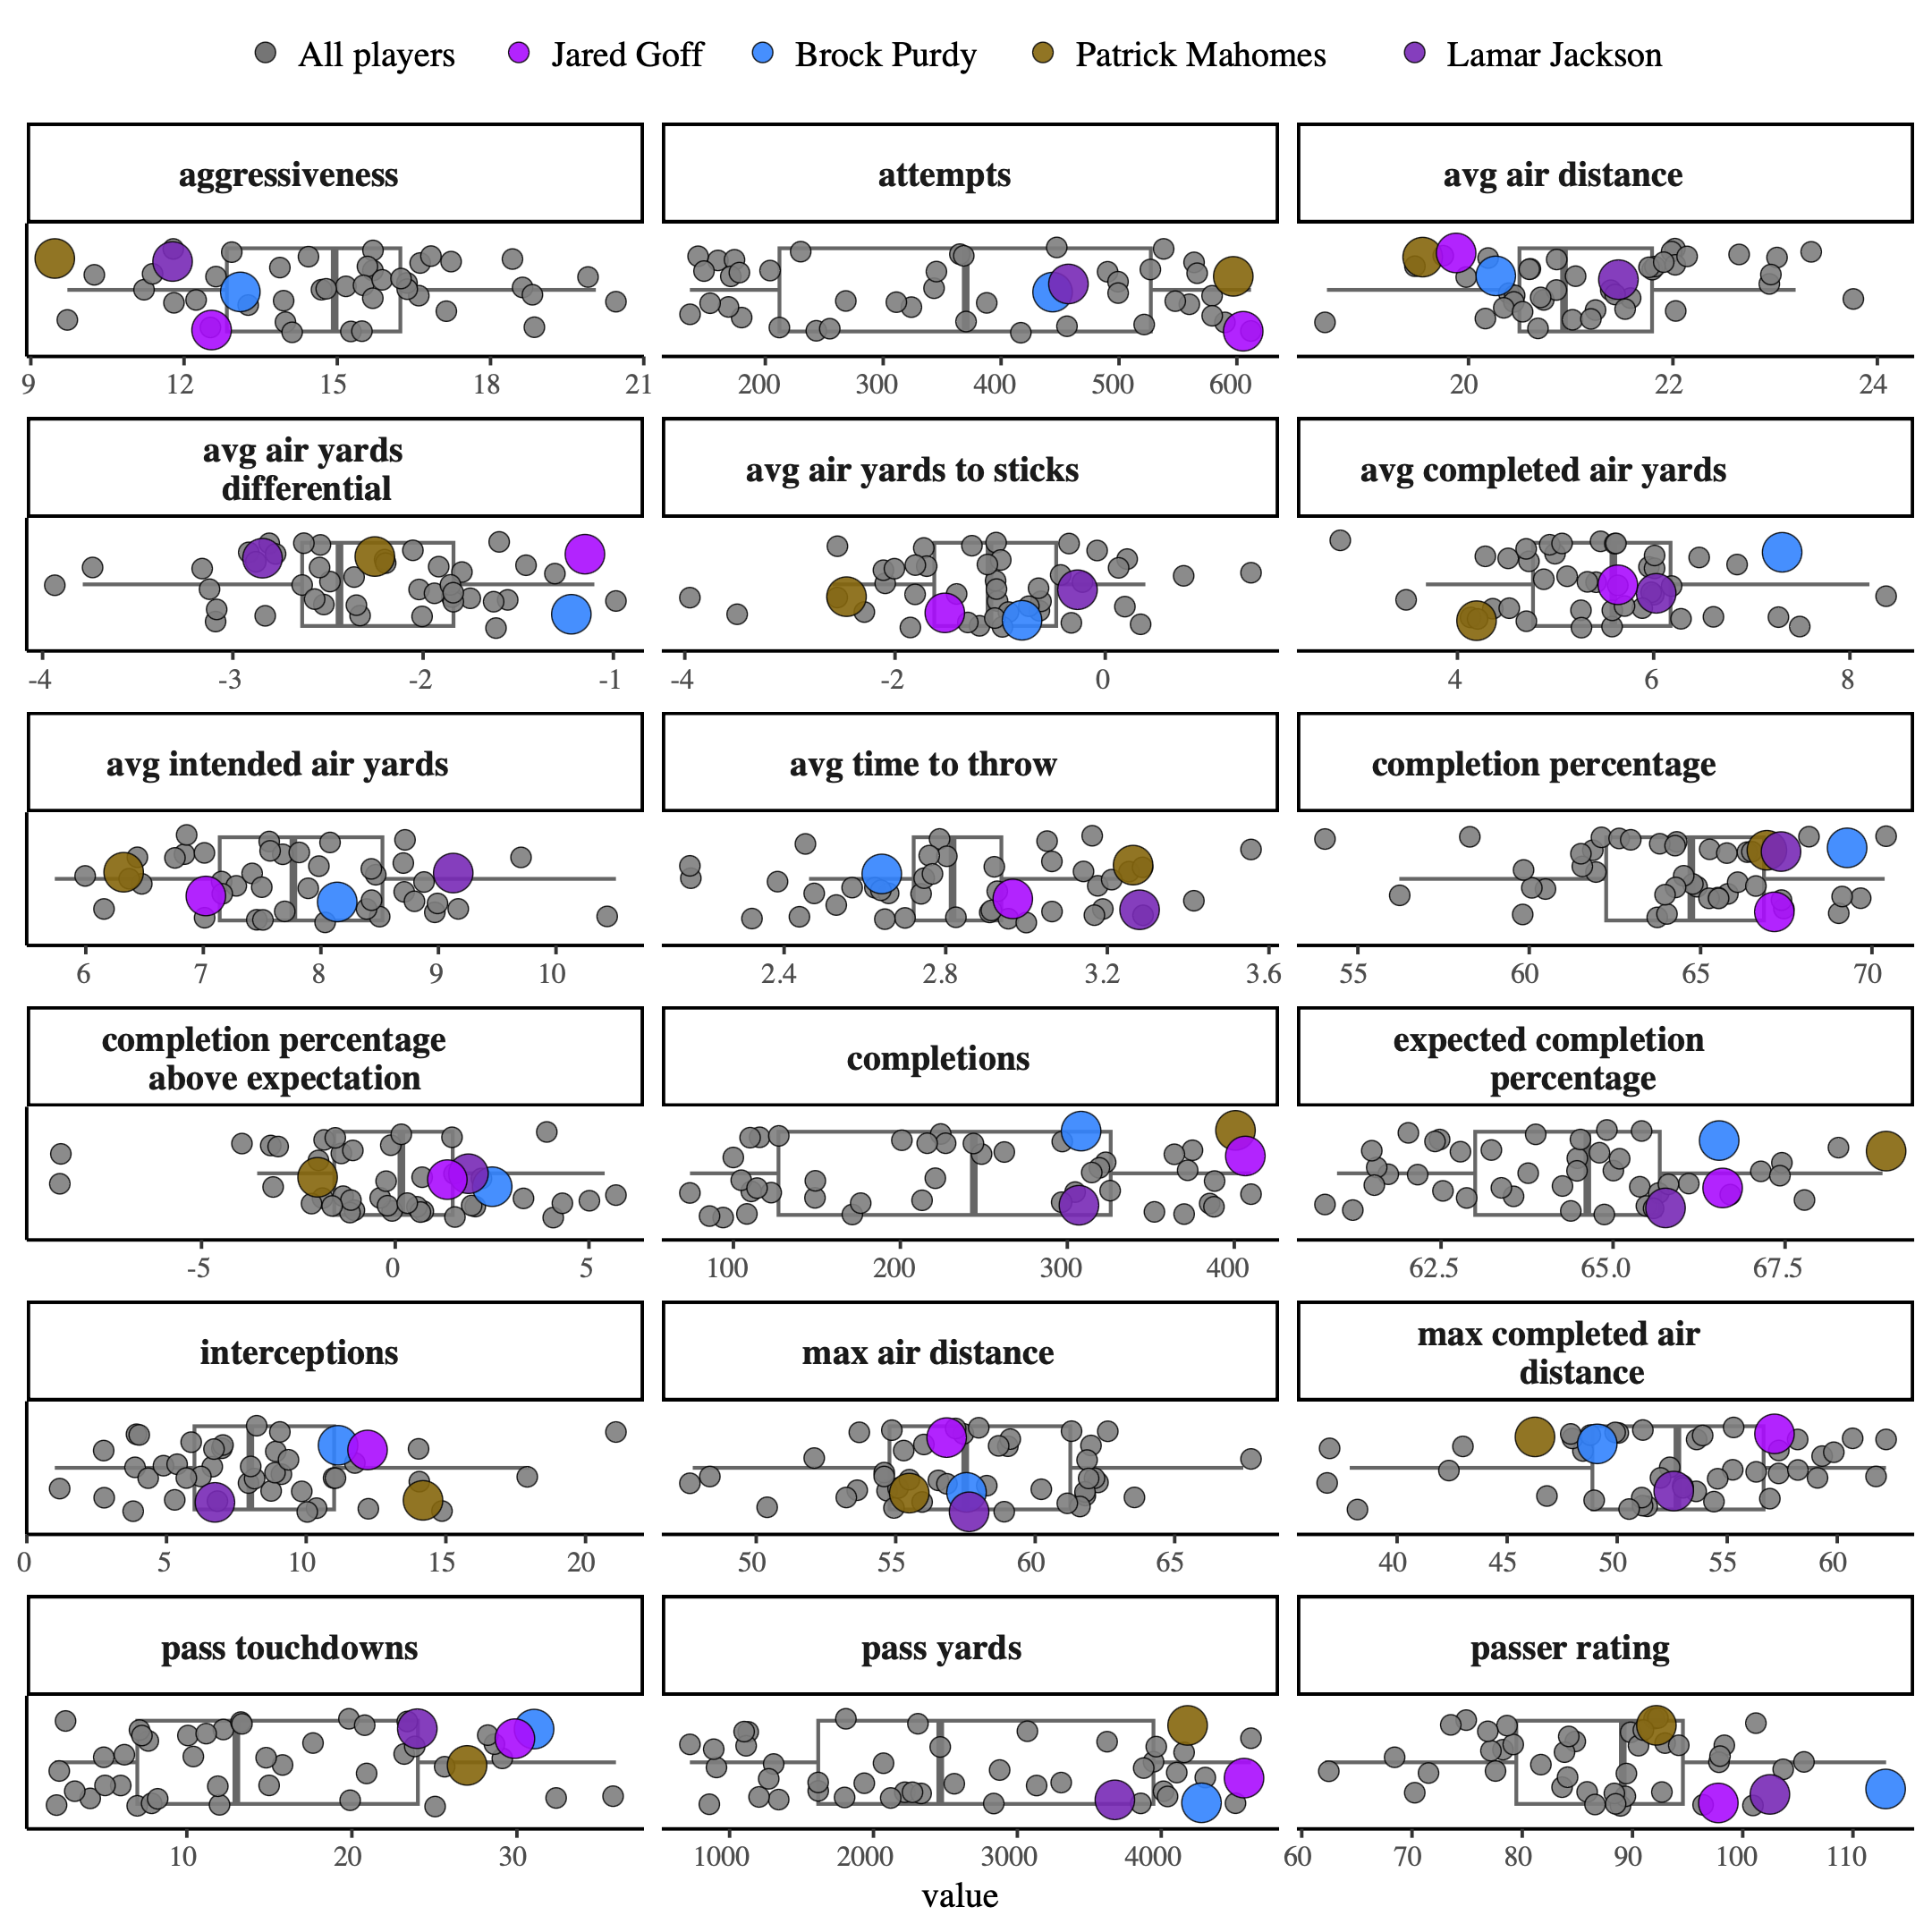 All players Jared Goff Brock Purdy Patrick Mahomes Lamar Jackson
aggressiveness attempts avg air distance
9 12 15 18 21 200 300 400 500 600 20 22 24
avg air yards
differential
avg air yards to sticks avg completed air yards
-4 -3 -2 -1 -4 -2 0 4 6 8
avg intended air yards avg time to throw completion percentage
6 7 8 9 10 2.4 2.8 3.2 3.6 55 60 65 70
completion percentage
above expectation
completions
expected completion
percentage
-5 0 5 100 200 300 400 62.5 65.0 67.5
interceptions max air distance
max completed air
distance
0 5 10 15 20 50 55 60 65 40 45 50 55 60
pass touchdowns pass yards passer rating
10 20 30 1000 2000 3000 4000 60 70 80 90 100 110
value